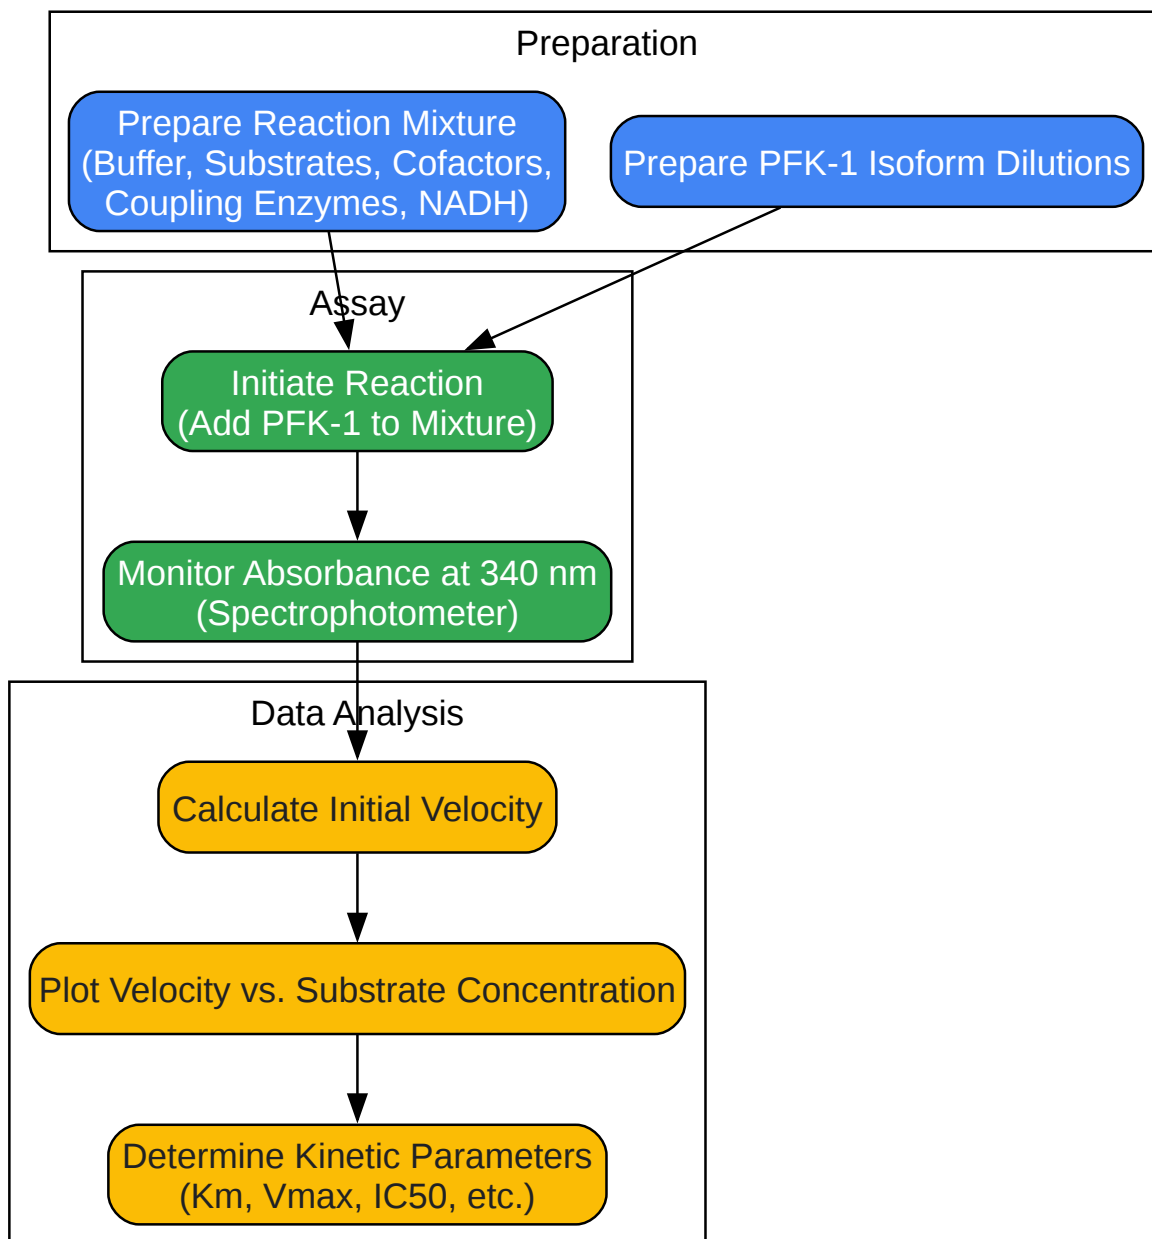 Preparation
Prepare Reaction Mixture
(Buffer, Substrates, Cofactors,
Coupling Enzymes, NADH)
Prepare PFK-1 Isoform Dilutions
Assay
Initiate Reaction
(Add PFK-1 to Mixture)
Monitor Absorbance at 340 nm
(Spectrophotometer)
Data Analysis
Calculate Initial Velocity
Plot Velocity vs. Substrate Concentration
Determine Kinetic Parameters
(Km, Vmax, IC50, etc.)